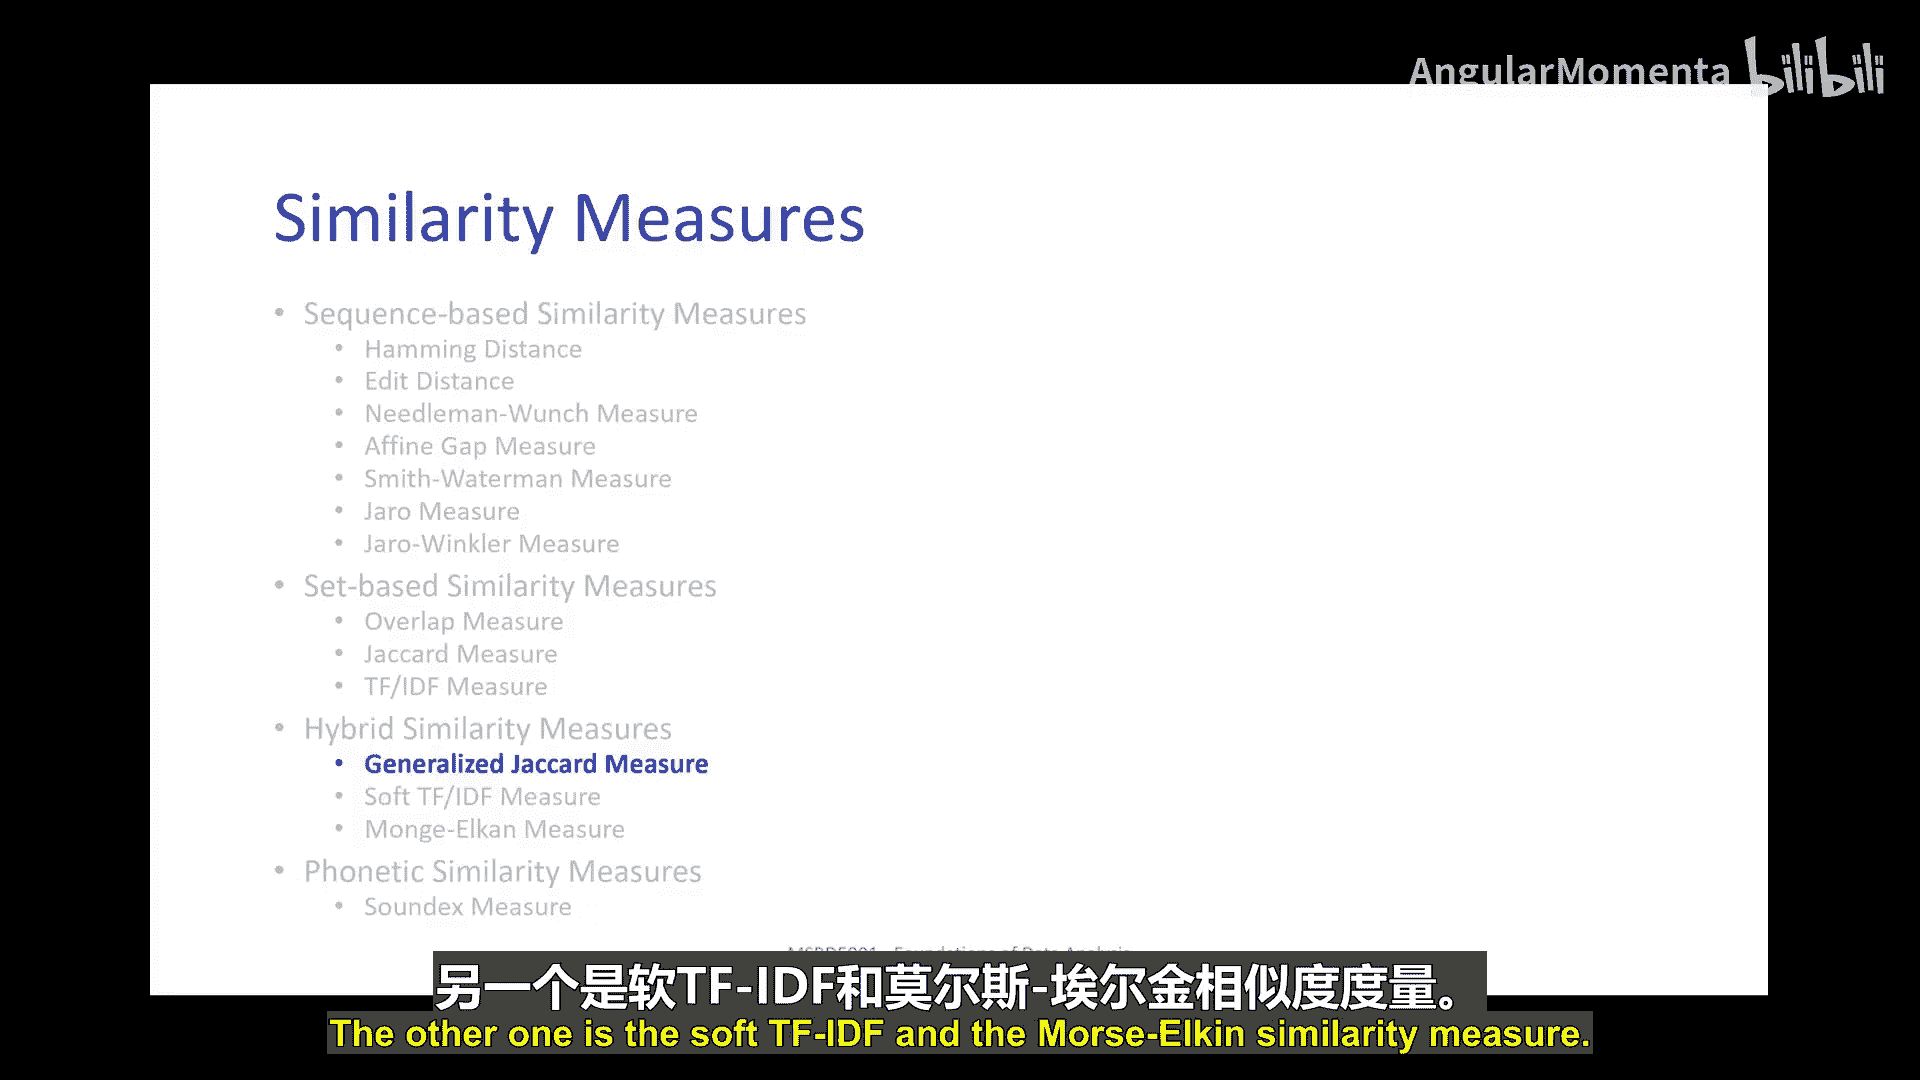 AngularMomenta bilibili
Similarity Measures
• Sequence-based Similarity Measures
• Hamming Distance
• Edit Distance
• Needleman-Wunch Measure
• Affine Gap Measure
• Smith-Waterman Measure
• Jaro Measure
• Jaro-Winkler Measure
• Set-based Similarity Measures
• Overlap Measure
• Jaccard Measure
• TF/IDF Measure
• Hybrid Similarity Measures
• Generalized Jaccard Measure
• Soft TF/IDF Measure
• Monge-Elkan Measure
• Phonetic Similarity Measures
• Soundex Measure
另一个是软TF-IDF和莫尔斯-埃尔金相似度度量。
The other one is the soft TF-IDF and the Morse-Elkin similarity measure.